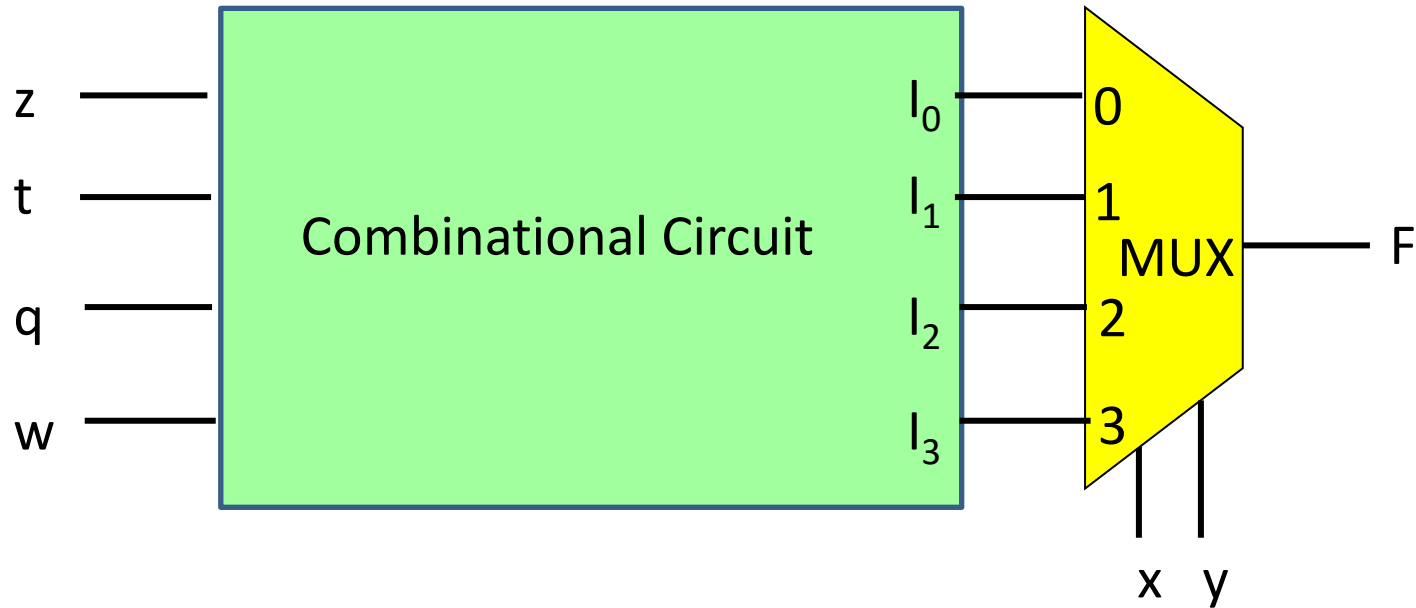 z I₀ 0
t I₁ 1
Combinational Circuit MUX F
q I₂ 2
w I₃ 3
x y